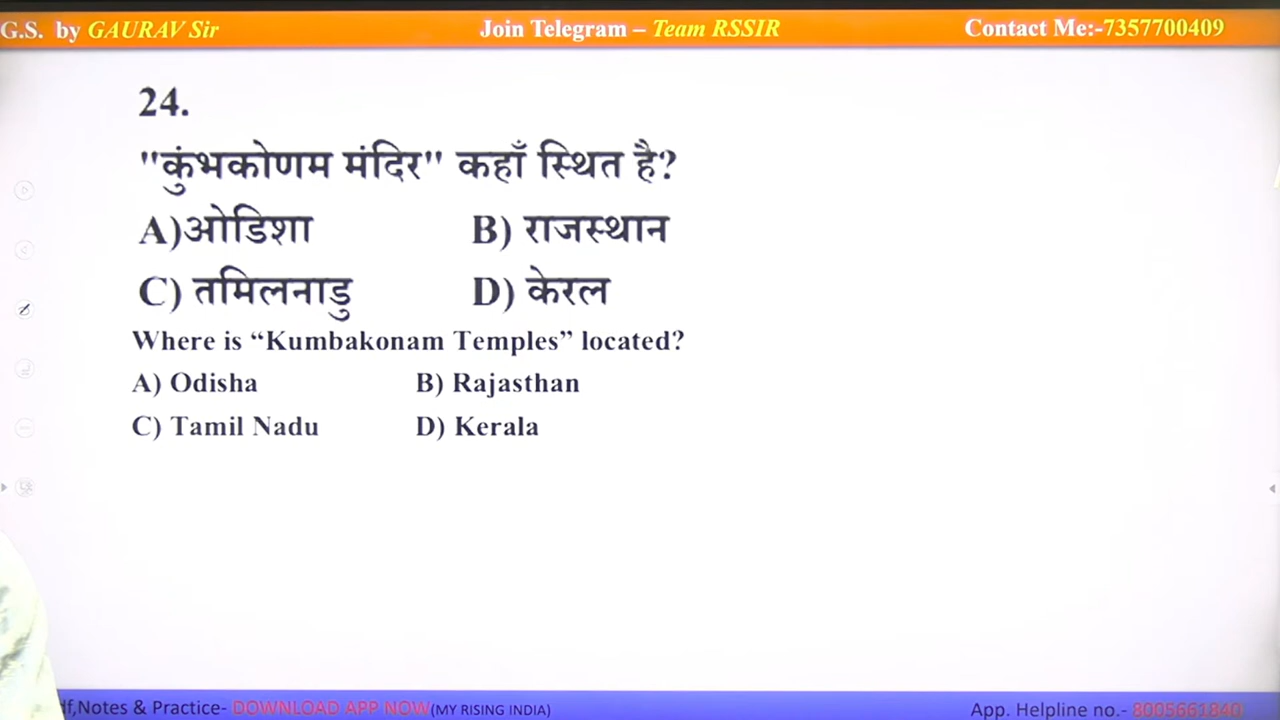 G.S. by GAURAV Sir Join Telegram – Team RSSIR Contact Me:-7357700409
24.
"कुंभकोणम मंदिर" कहाँ स्थित है?
A)ओडिशा B) राजस्थान
C) तमिलनाडु D) केरल
Where is “Kumbakonam Temples” located?
A) Odisha B) Rajasthan
C) Tamil Nadu D) Kerala
df,Notes & Practice- DOWNLOAD APP NOW(MY RISING INDIA) App. Helpline no.- 8005661840